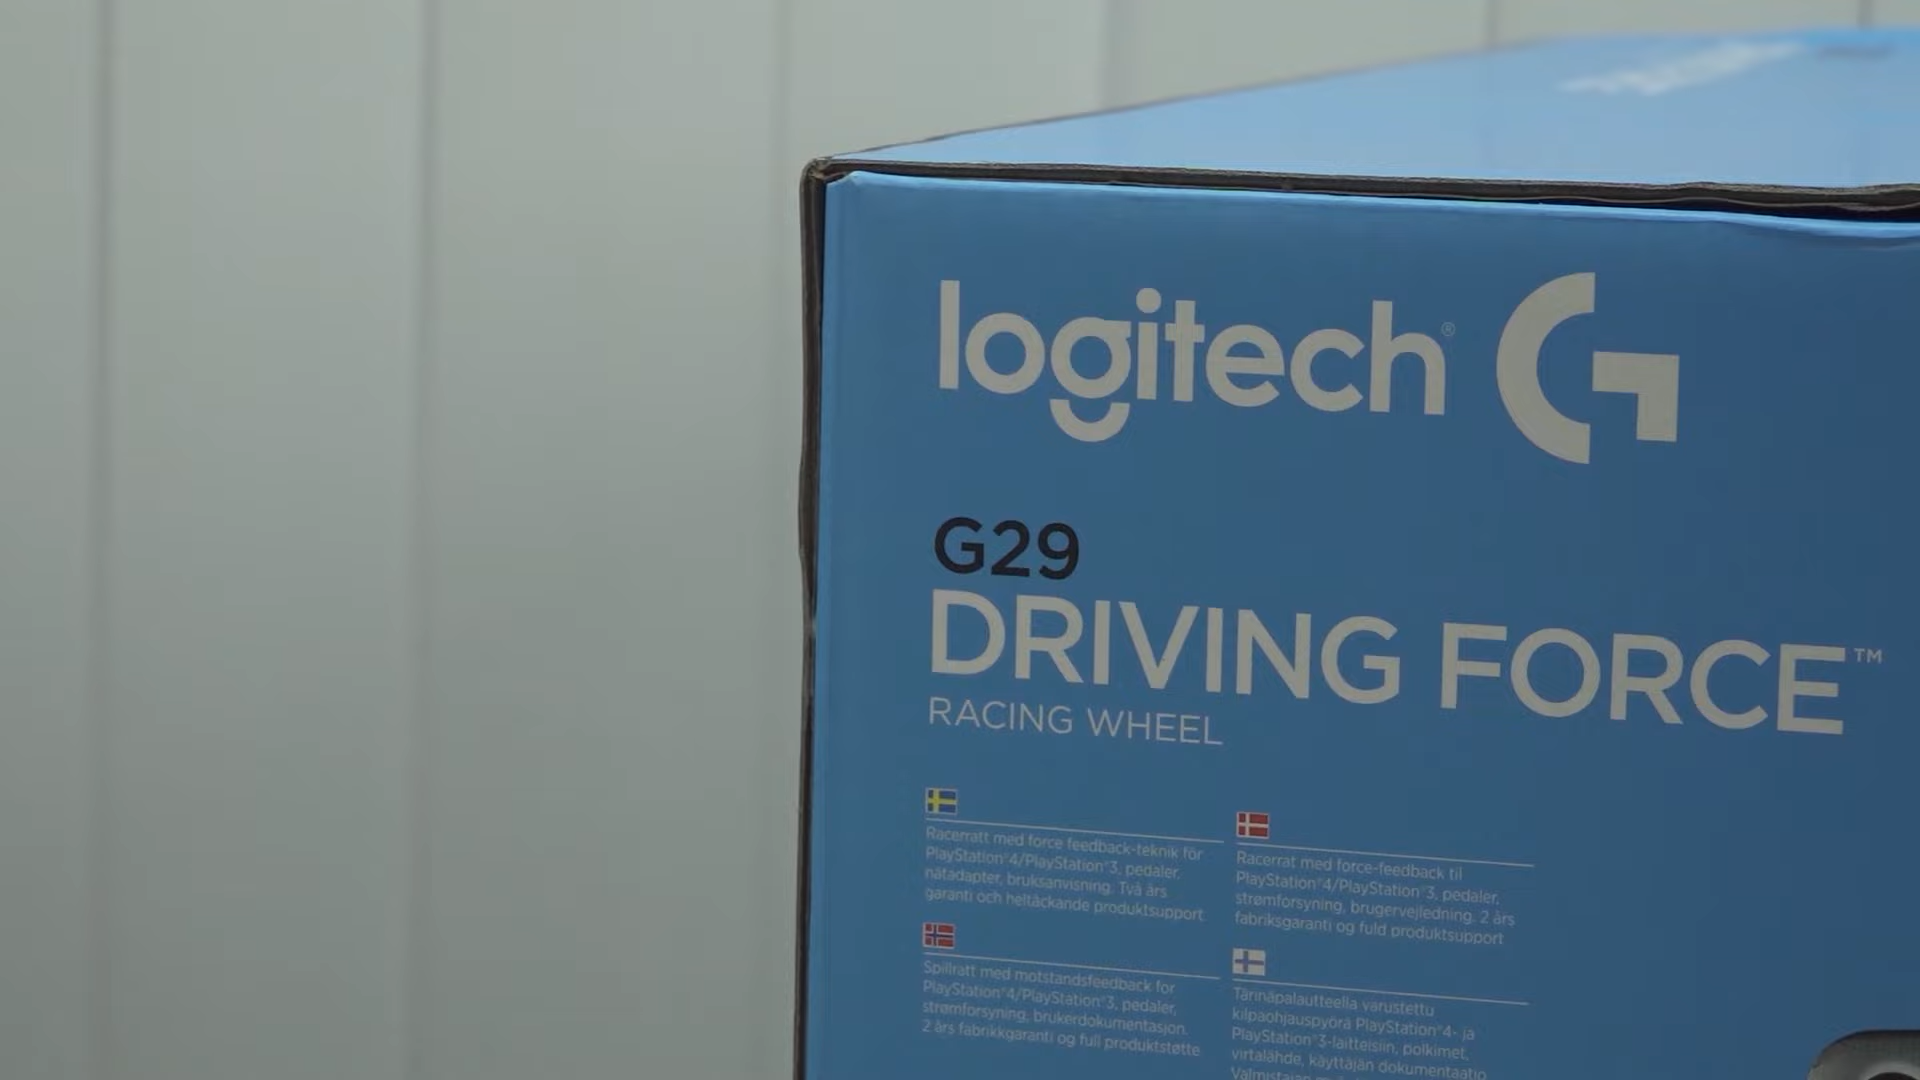 logitech® G
G29
DRIVING FORCE™
RACING WHEEL
Racerratt med force feedback-teknik för
PlayStation®4/PlayStation®3, pedaler,
nätadapter, bruksanvisning. Två års
garanti och heltäckande produktsupport
Racerrat med force-feedback til
PlayStation®4/PlayStation®3, pedaler,
strømforsyning, brugervejledning. 2 års
fabriksgaranti og fuld produktsupport
Spillratt med motstandsfeedback for
PlayStation®4/PlayStation®3, pedaler,
strømforsyning, brukerdokumentasjon.
2 års fabrikkgaranti og full produktstøtte
Tärinäpalautteella varustettu
kilpaohjauspyörä PlayStation®4- ja
PlayStation®3-laitteisiin, polkimet,
virtalähde, käyttäjän dokumentaatio
Valmistajan